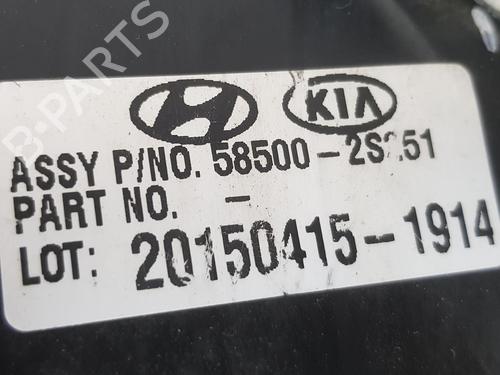 B-PARTS
KIA
ASSY P/NO. 58500-
PART NO. -
LOT: 20150415-1914